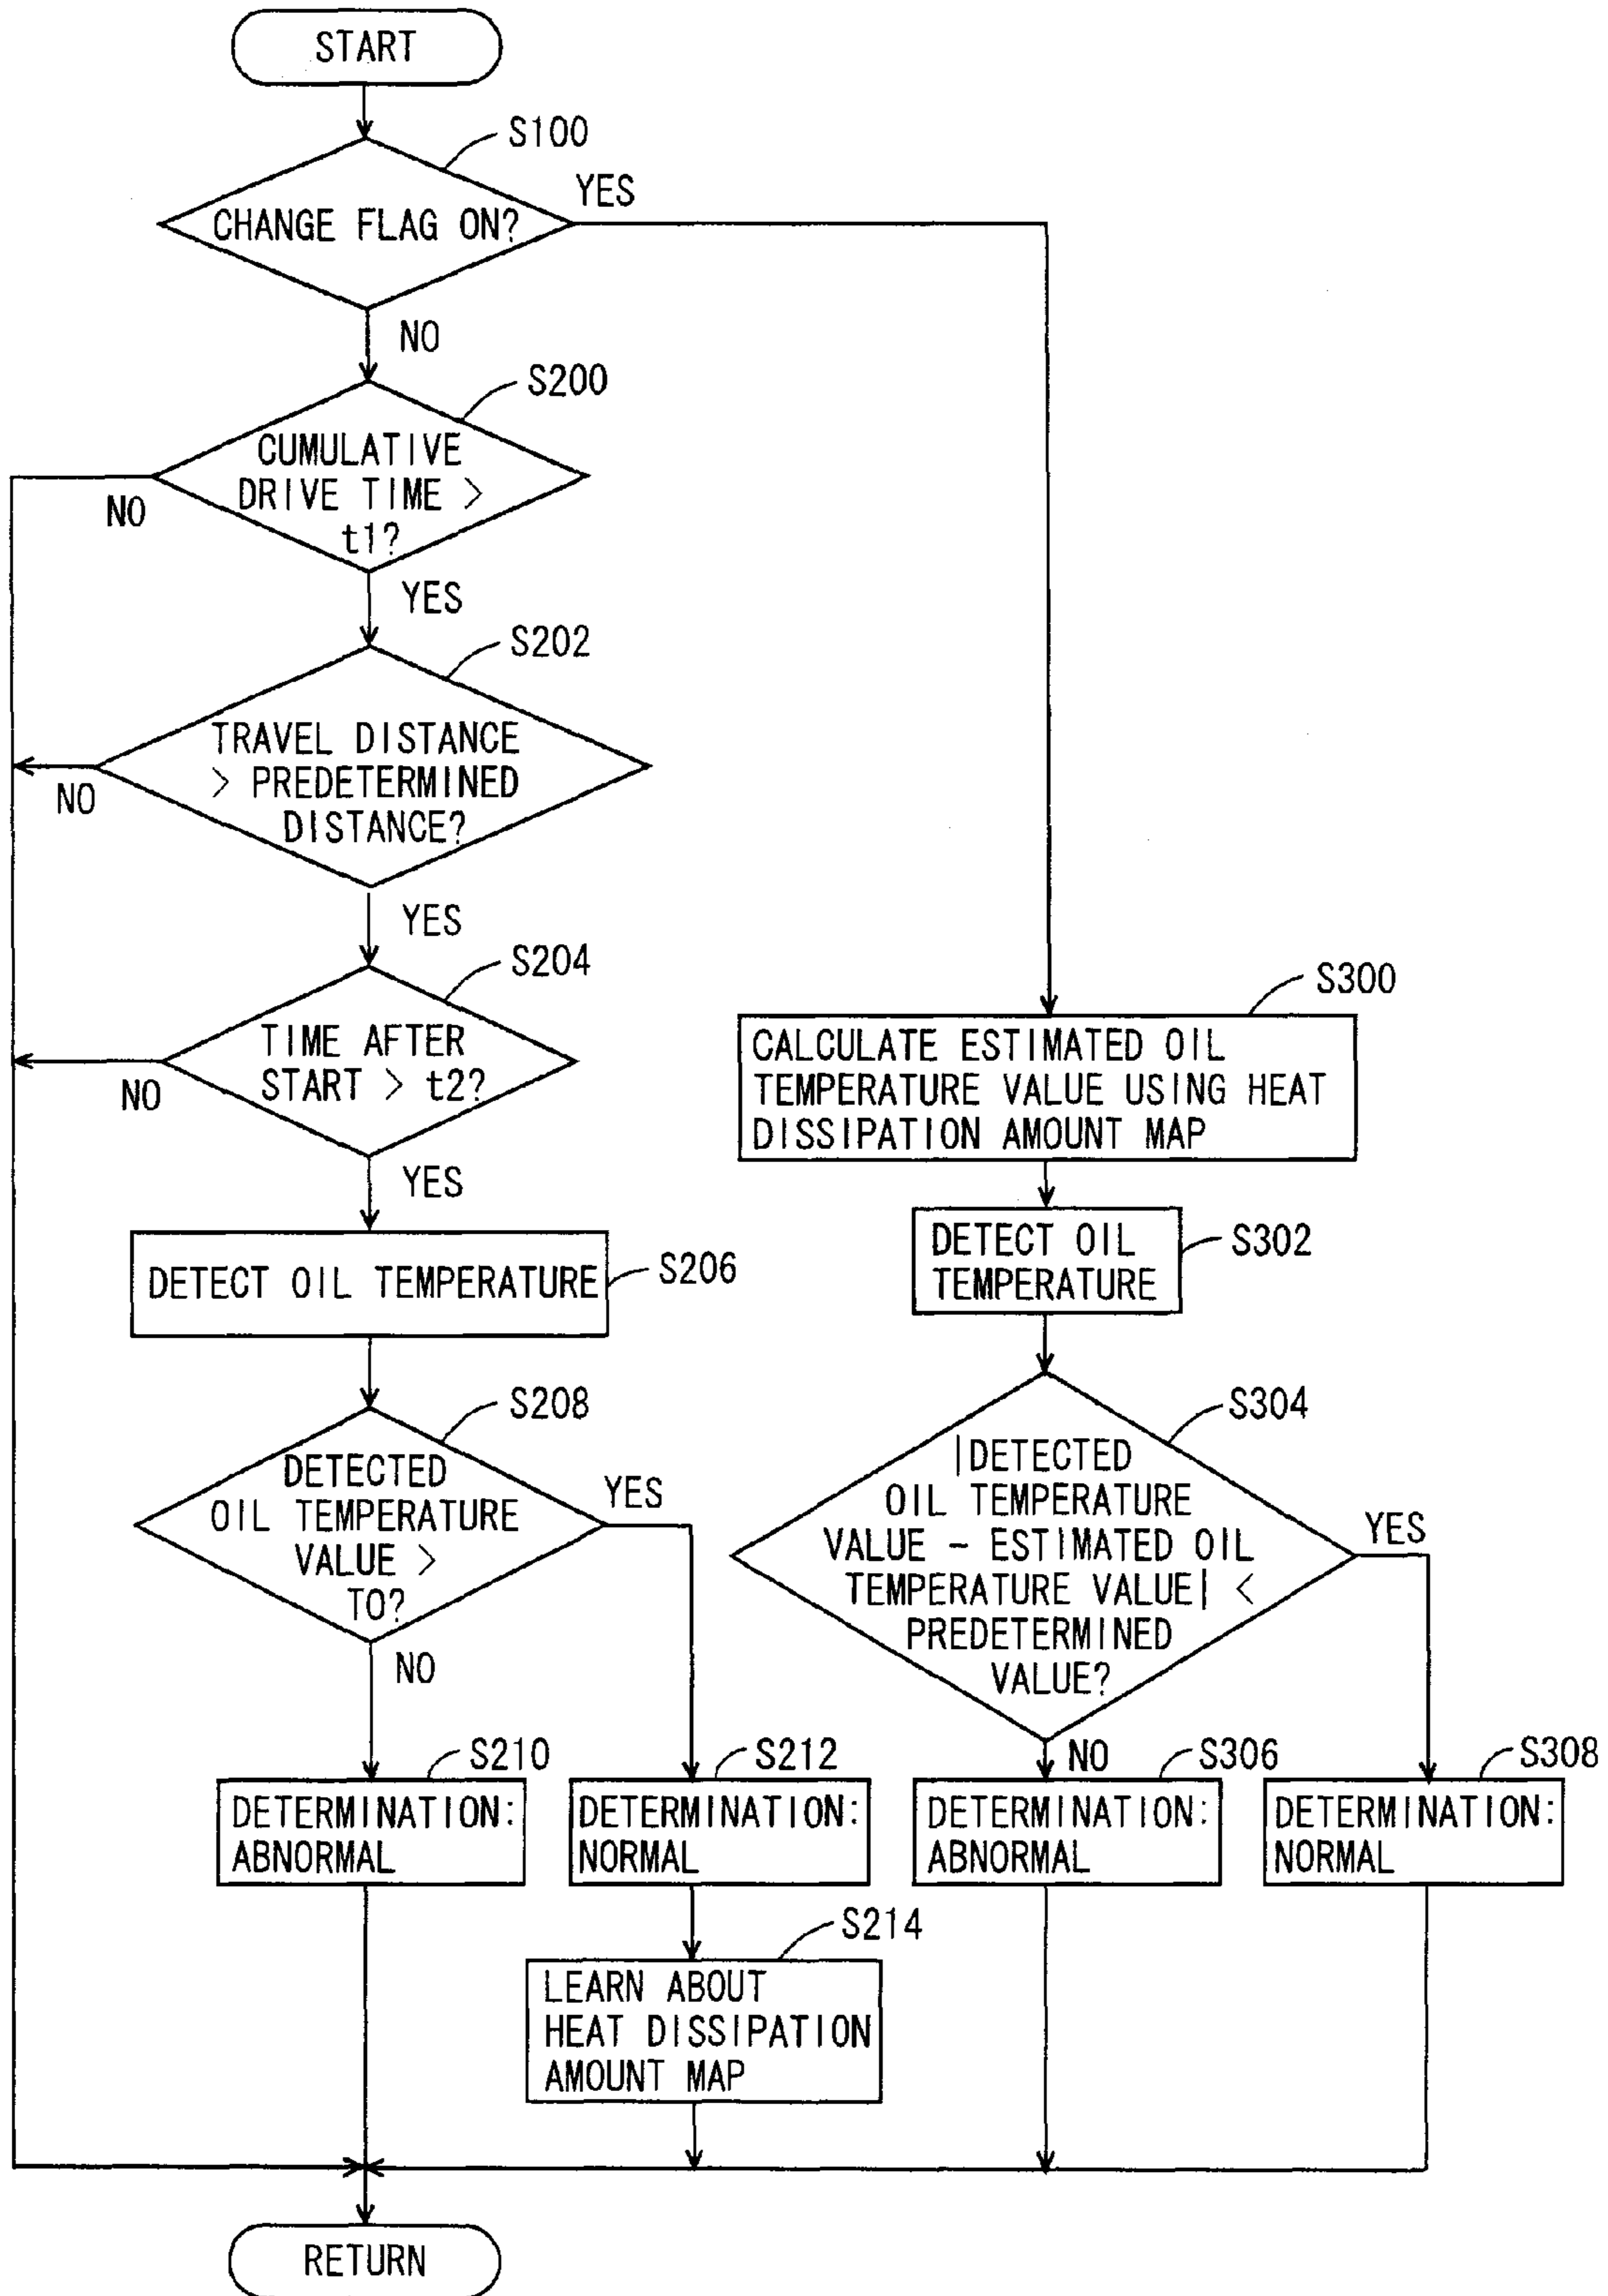 START
S100
YES
CHANGE FLAG ON?
NO
S200
CUMULATIVE
DRIVE TIME >
t1?
NO
YES
S202
TRAVEL DISTANCE
> PREDETERMINED
DISTANCE?
NO
YES
S204
TIME AFTER
START > t2?
NO
YES
DETECT OIL TEMPERATURE
S206
S208
DETECTED
OIL TEMPERATURE
VALUE >
TO?
YES
NO
S210
DETERMINATION:
ABNORMAL
S212
DETERMINATION:
NORMAL
S214
LEARN ABOUT
HEAT DISSIPATION
AMOUNT MAP
S300
CALCULATE ESTIMATED OIL
TEMPERATURE VALUE USING HEAT
DISSIPATION AMOUNT MAP
DETECT OIL
TEMPERATURE
S302
S304
|DETECTED
OIL TEMPERATURE
VALUE - ESTIMATED OIL
TEMPERATURE VALUE| <
PREDETERMINED
VALUE?
YES
NO
S306
DETERMINATION:
ABNORMAL
S308
DETERMINATION:
NORMAL
RETURN